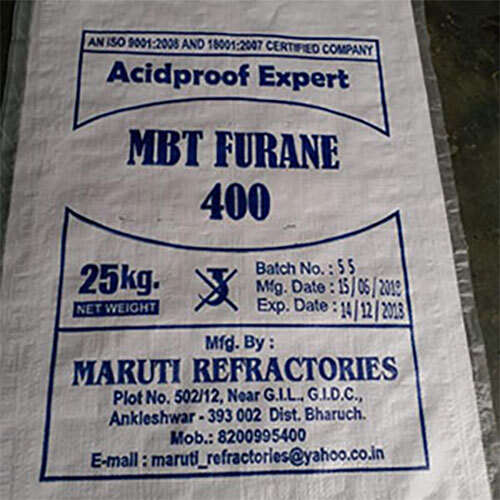 AN ISO 9001:2008 AND 18001:2007 CERTIFIED COMPANY
Acidproof Expert
MBT FURANE
400
25kg.
NET WEIGHT
Batch No. : 55
Mfg. Date : 15/06/2018
Exp. Date : 14/12/2018
Mfg. By :
MARUTI REFRACTORIES
Plot No. 502/12, Near G.I.L., G.I.D.C.,
Ankleshwar - 393 002 Dist. Bharuch.
Mob.: 8200995400
E-mail : maruti_refractories@yahoo.co.in